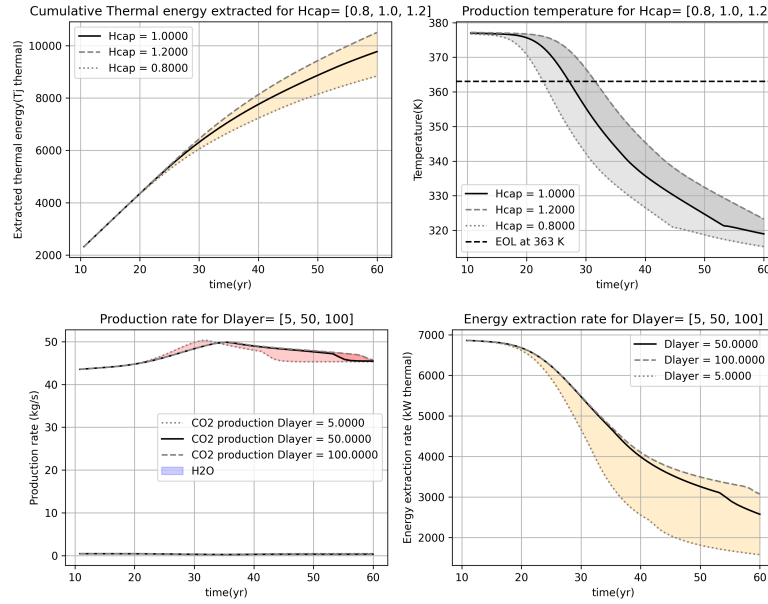 Cumulative Thermal energy extracted for Hcap= [0.8, 1.0, 1.2]
Extracted thermal energy(Tj thermal)
10000
8000
6000
4000
2000
Hcap = 1.0000
Hcap = 1.2000
Hcap = 0.8000
10 20 30 40 50 60
time(yr)
Production temperature for Hcap= [0.8, 1.0, 1.2
Temperature(K)
380
370
360
350
340
330
320
Hcap = 1.0000
Hcap = 1.2000
Hcap = 0.8000
EOL at 363 K
10 20 30 40 50 60
time(yr)
Production rate for Dlayer= [5, 50, 100]
Production rate (kg/s)
50
40
30
20
10
0
CO2 production Dlayer = 5.0000
CO2 production Dlayer = 50.0000
CO2 production Dlayer = 100.0000
H2O
10 20 30 40 50 60
time(yr)
Energy extraction rate for Dlayer= [5, 50, 100]
Energy extraction rate (kW thermal)
7000
6000
5000
4000
3000
2000
Dlayer = 50.0000
Dlayer = 100.0000
Dlayer = 5.0000
10 20 30 40 50 60
time(yr)